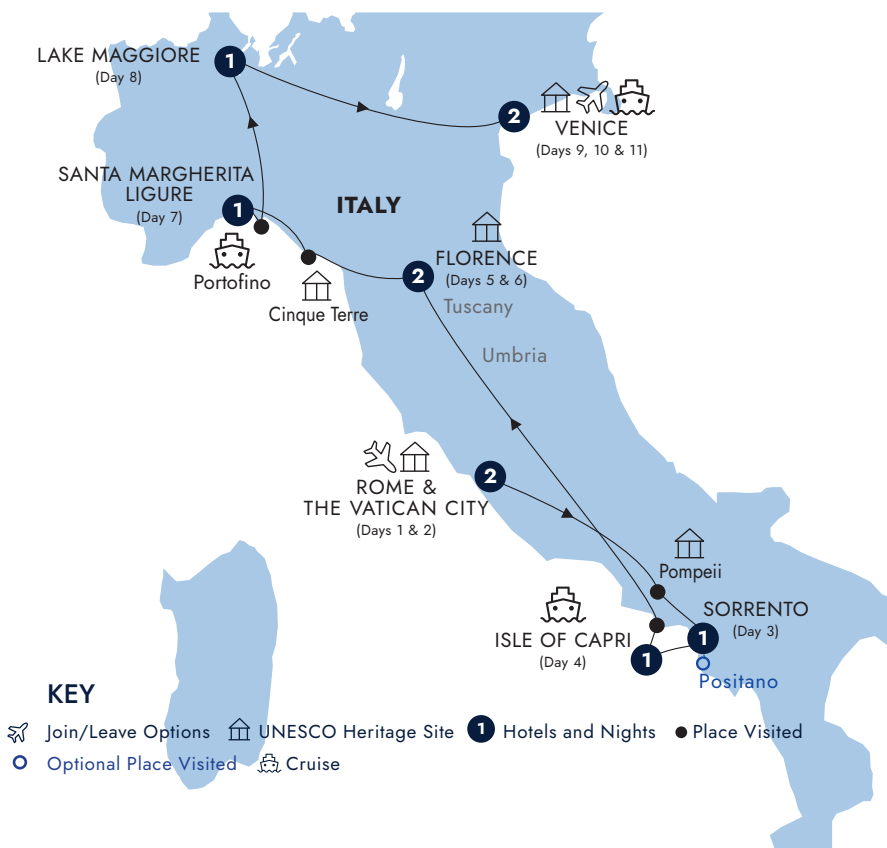 LAKE MAGGIORE
(Day 8)
1
2
VENICE
(Days 9, 10 & 11)
SANTA MARGHERITA
LIGURE
(Day 7)
1
ITALY
Portofino
Cinque Terre
2
FLORENCE
(Days 5 & 6)
Tuscany
Umbria
2
ROME &
THE VATICAN CITY
(Days 1 & 2)
Pompeii
SORRENTO
(Day 3)
1
ISLE OF CAPRI
(Day 4)
1
Positano
KEY
Join/Leave Options
UNESCO Heritage Site
1 Hotels and Nights
Place Visited
Optional Place Visited
Cruise